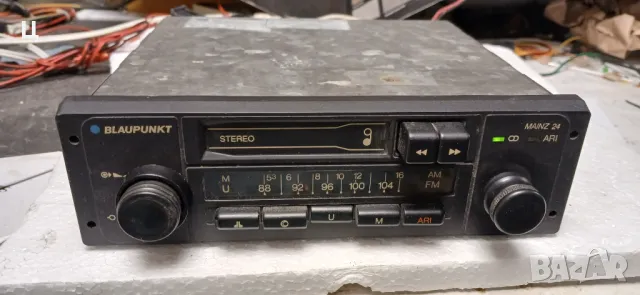 BLAUPUNKT
STEREO
MAINZ 24
ARI
M 53 6 8 10 12 16 AM
U 88 92 96 100 104 FM
U M ARI
BAZAR